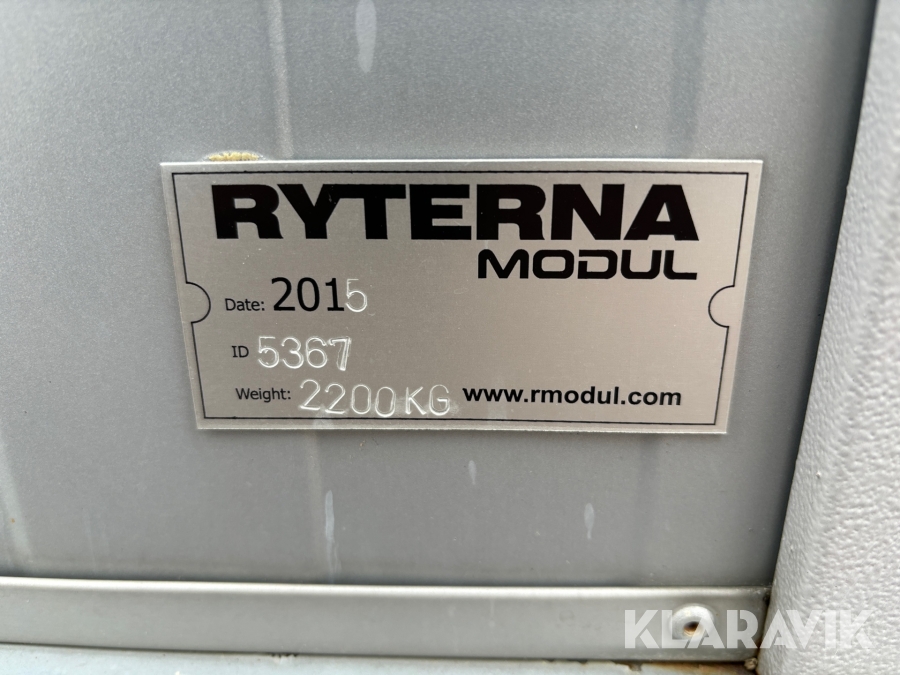 RYTERNA
MODUL
Date: 2015
ID 5367
Weight: 2200KG www.rmodul.com
KLARAVIK